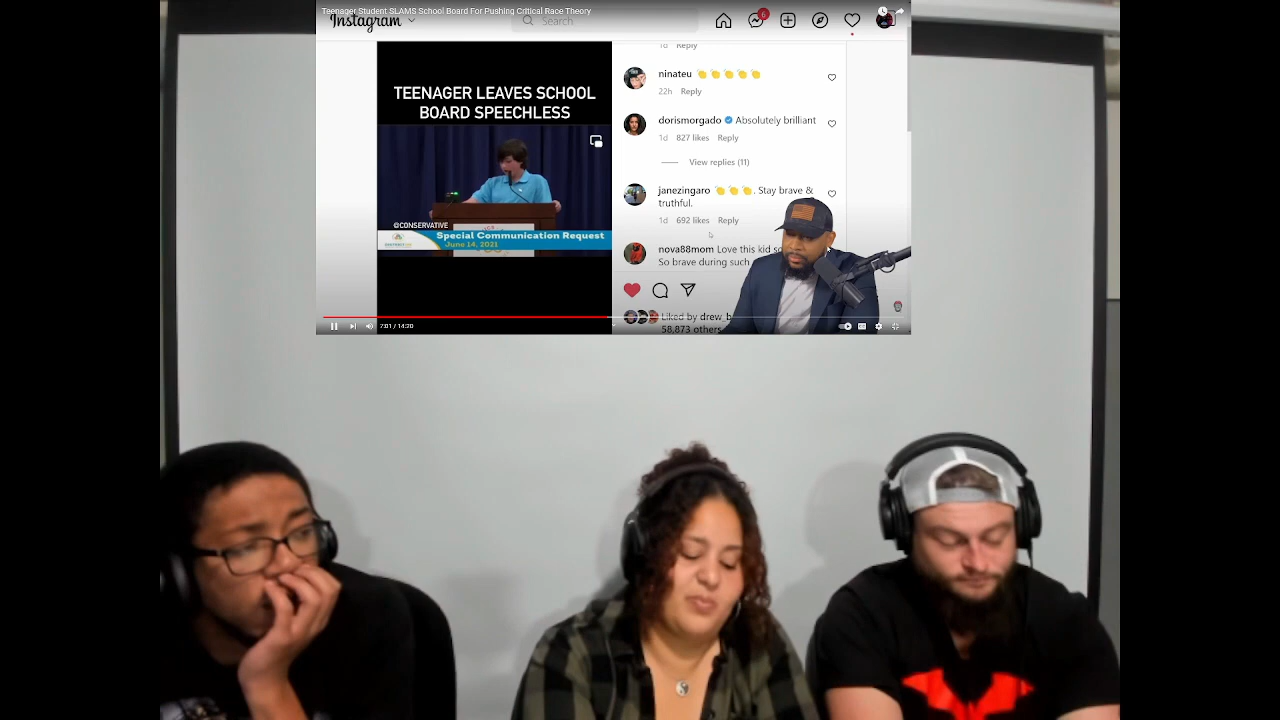 Teenager Student SLAMS School Board For Pushing Critical Race Theory
Instagram
Search
6
1d Reply
TEENAGER LEAVES SCHOOL
BOARD SPEECHLESS
ninateu 👏👏👏👏👏
22h Reply
dorismorgado Absolutely brilliant
1d 827 likes Reply
View replies (11)
janezingaro 👏👏👏. Stay brave &
truthful.
1d 692 likes Reply
nova88mom Love this kid
So brave during such
@CONSERVATIVE
Special Communication Request
June 14, 2021
Liked by drew_b
58,873 others
7:01 / 14:20